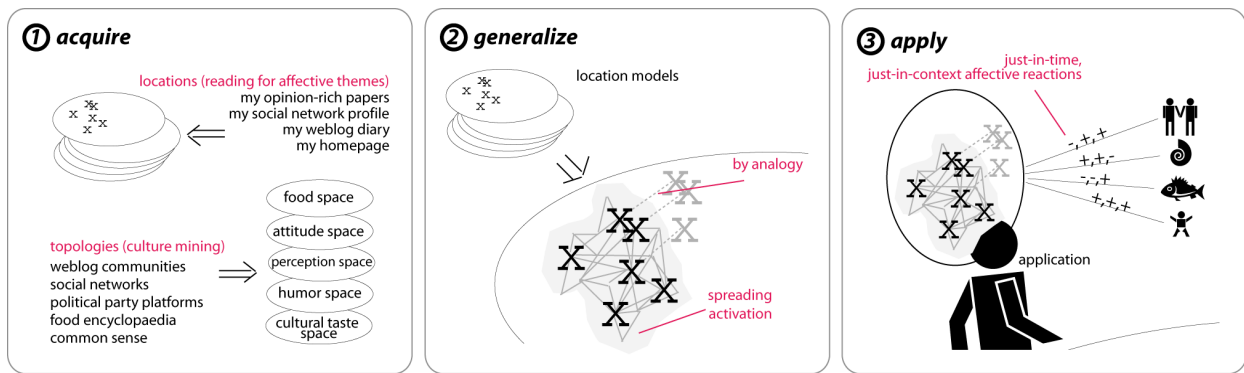 1 acquire
locations (reading for affective themes)
my opinion-rich papers
my social network profile
my weblog diary
my homepage
x x x x x x x
food space
attitude space
perception space
humor space
cultural taste
space
topologies (culture mining)
weblog communities
social networks
political party platforms
food encyclopaedia
common sense
2 generalize
location models
x x x x x x x
by analogy
X X X
X X X X X X
spreading
activation
3 apply
just-in-time,
just-in-context affective reactions
X X X
X X X X X X X
-,+,+
+,+,-
--,+
+,+,+
application